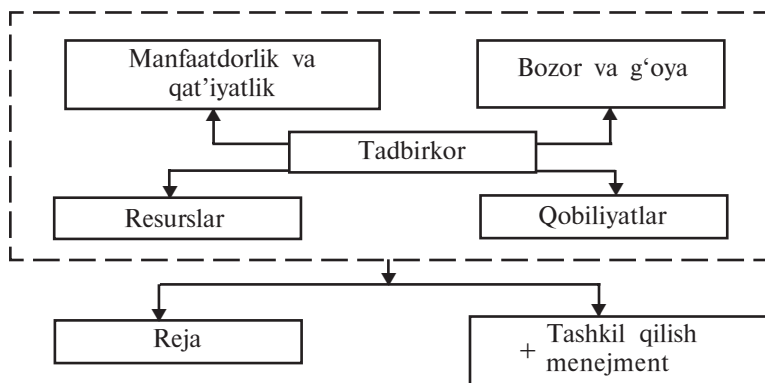 Manfaatdorlik va
qat’iyatlik
Bozor va g‘oya
Tadbirkor
Resurslar
Qobiliyatlar
Reja
+ Tashkil qilish
menejment